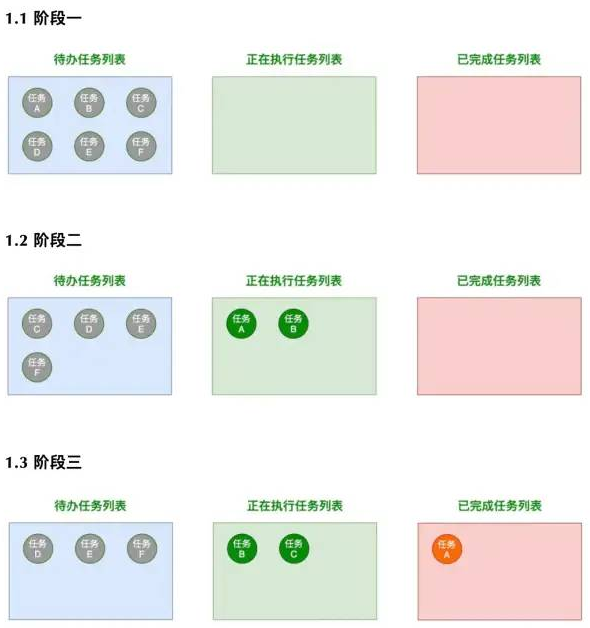 1.1 阶段一
待办任务列表 正在执行任务列表 已完成任务列表
任务 任务 任务
A B C
任务 任务 任务
D E F
1.2 阶段二
待办任务列表 正在执行任务列表 已完成任务列表
任务 任务 任务 任务 任务
C D E A B
任务
F
1.3 阶段三
待办任务列表 正在执行任务列表 已完成任务列表
任务 任务 任务 任务 任务 任务
D E F B C A